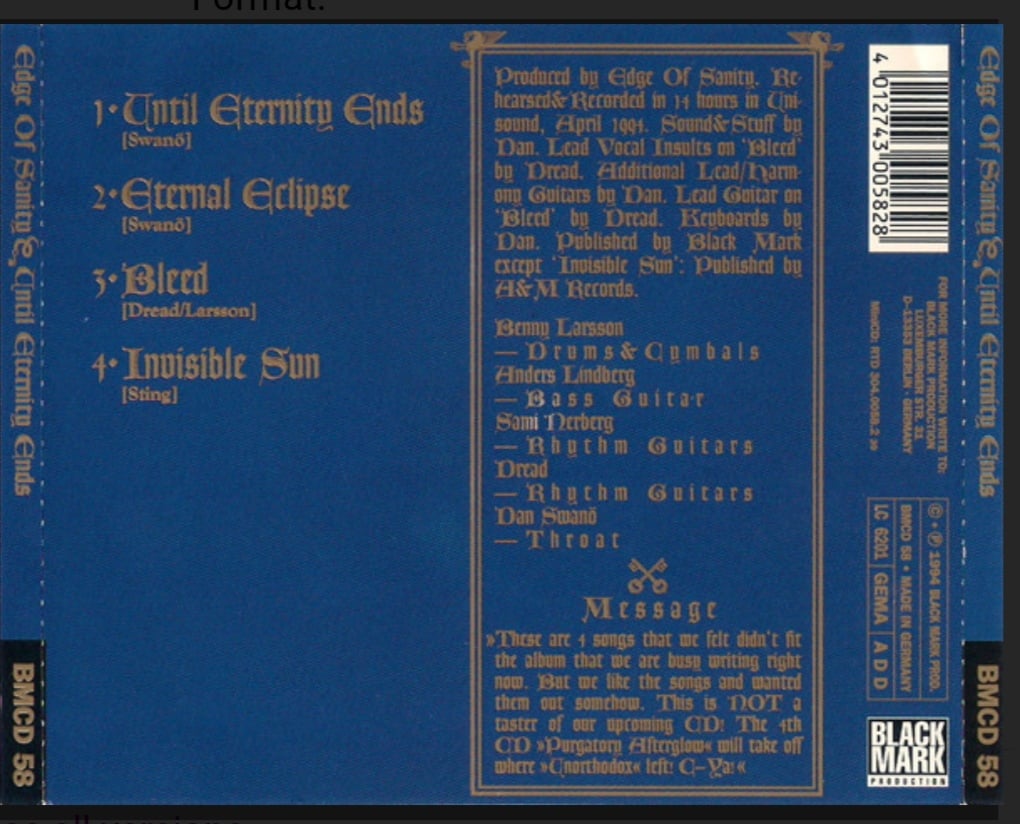 Format:
Edge Of Sanity & Until Eternity Ends
BMCD 58
1·Until Eternity Ends
[Swanö]
2·Eternal Eclipse
[Swanö]
3·Bleed
[Dread/Larsson]
4·Invisible Sun
[Sting]
Produced by Edge Of Sanity. Re-
hearsed&Recorded in 14 hours in Uni-
sound, April 1994. Sound&Stuff by
Dan. Lead Vocal Insults on 'Bleed'
by Dread. Additional Lead/Harm-
ony Guitars by Dan. Lead Guitar on
'Bleed' by Dread. Keyboards by
Dan. Published by Black Mark
except 'Invisible Sun': Published by
A&M Records.
Benny Larsson
— Drums&Cymbals
Anders Lindberg
— Bass Guitar
Sami Nerberg
— Rhythm Guitars
Dread
— Rhythm Guitars
Dan Swanö
— Throat
Message
»These are 4 songs that we felt didn't fit
the album that we are busy writing right
now. But we like the songs and wanted
them out somehow. This is NOT a
taster of our upcoming CD! The 4th
CD »Purgatory Afterglow« will take off
where »Unorthodox« left! C-Ya!«
4 012743 005828
FOR MORE INFORMATION WRITE TO:
BLACK MARK PRODUCTION
LUXEMBURGER STR. 31
D-13353 BERLIN · GERMANY
MiniCD: RTD 304.0058.2 »
© + ℗ 1994 BLACK MARK PROD.
BMCD 58 • MADE IN GERMANY
LC 6201 GEMA ADD
BLACK
MARK
PRODUCTION
Edge Of Sanity & Until Eternity Ends
BMCD 58